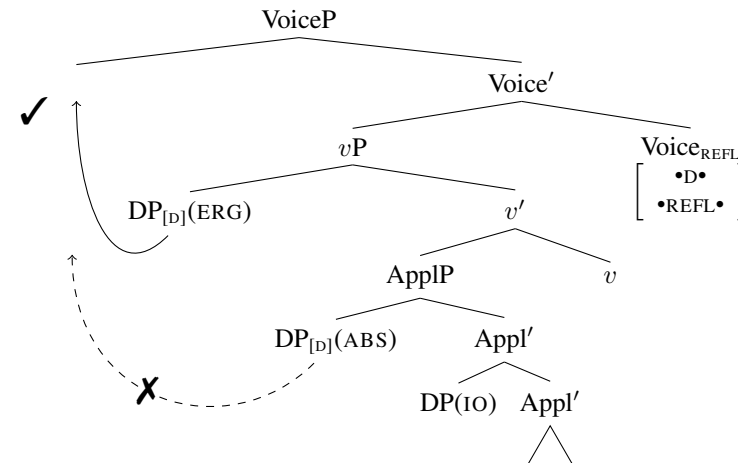 VoiceP
✓ Voice′
vP Voice_REFL
•D•
•REFL•
DP_[D](ERG) v′
ApplP v
DP_[D](ABS) Appl′
✗ DP(IO) Appl′